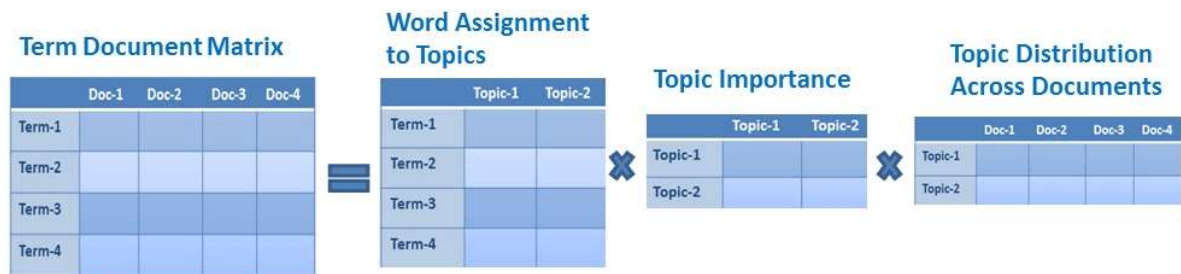 Term Document Matrix
Doc-1 Doc-2 Doc-3 Doc-4
Term-1
Term-2
Term-3
Term-4
Word Assignment
to Topics
Topic-1 Topic-2
Term-1
Term-2
Term-3
Term-4
Topic Importance
Topic-1 Topic-2
Topic-1
Topic-2
Topic Distribution
Across Documents
Doc-1 Doc-2 Doc-3 Doc-4
Topic-1
Topic-2